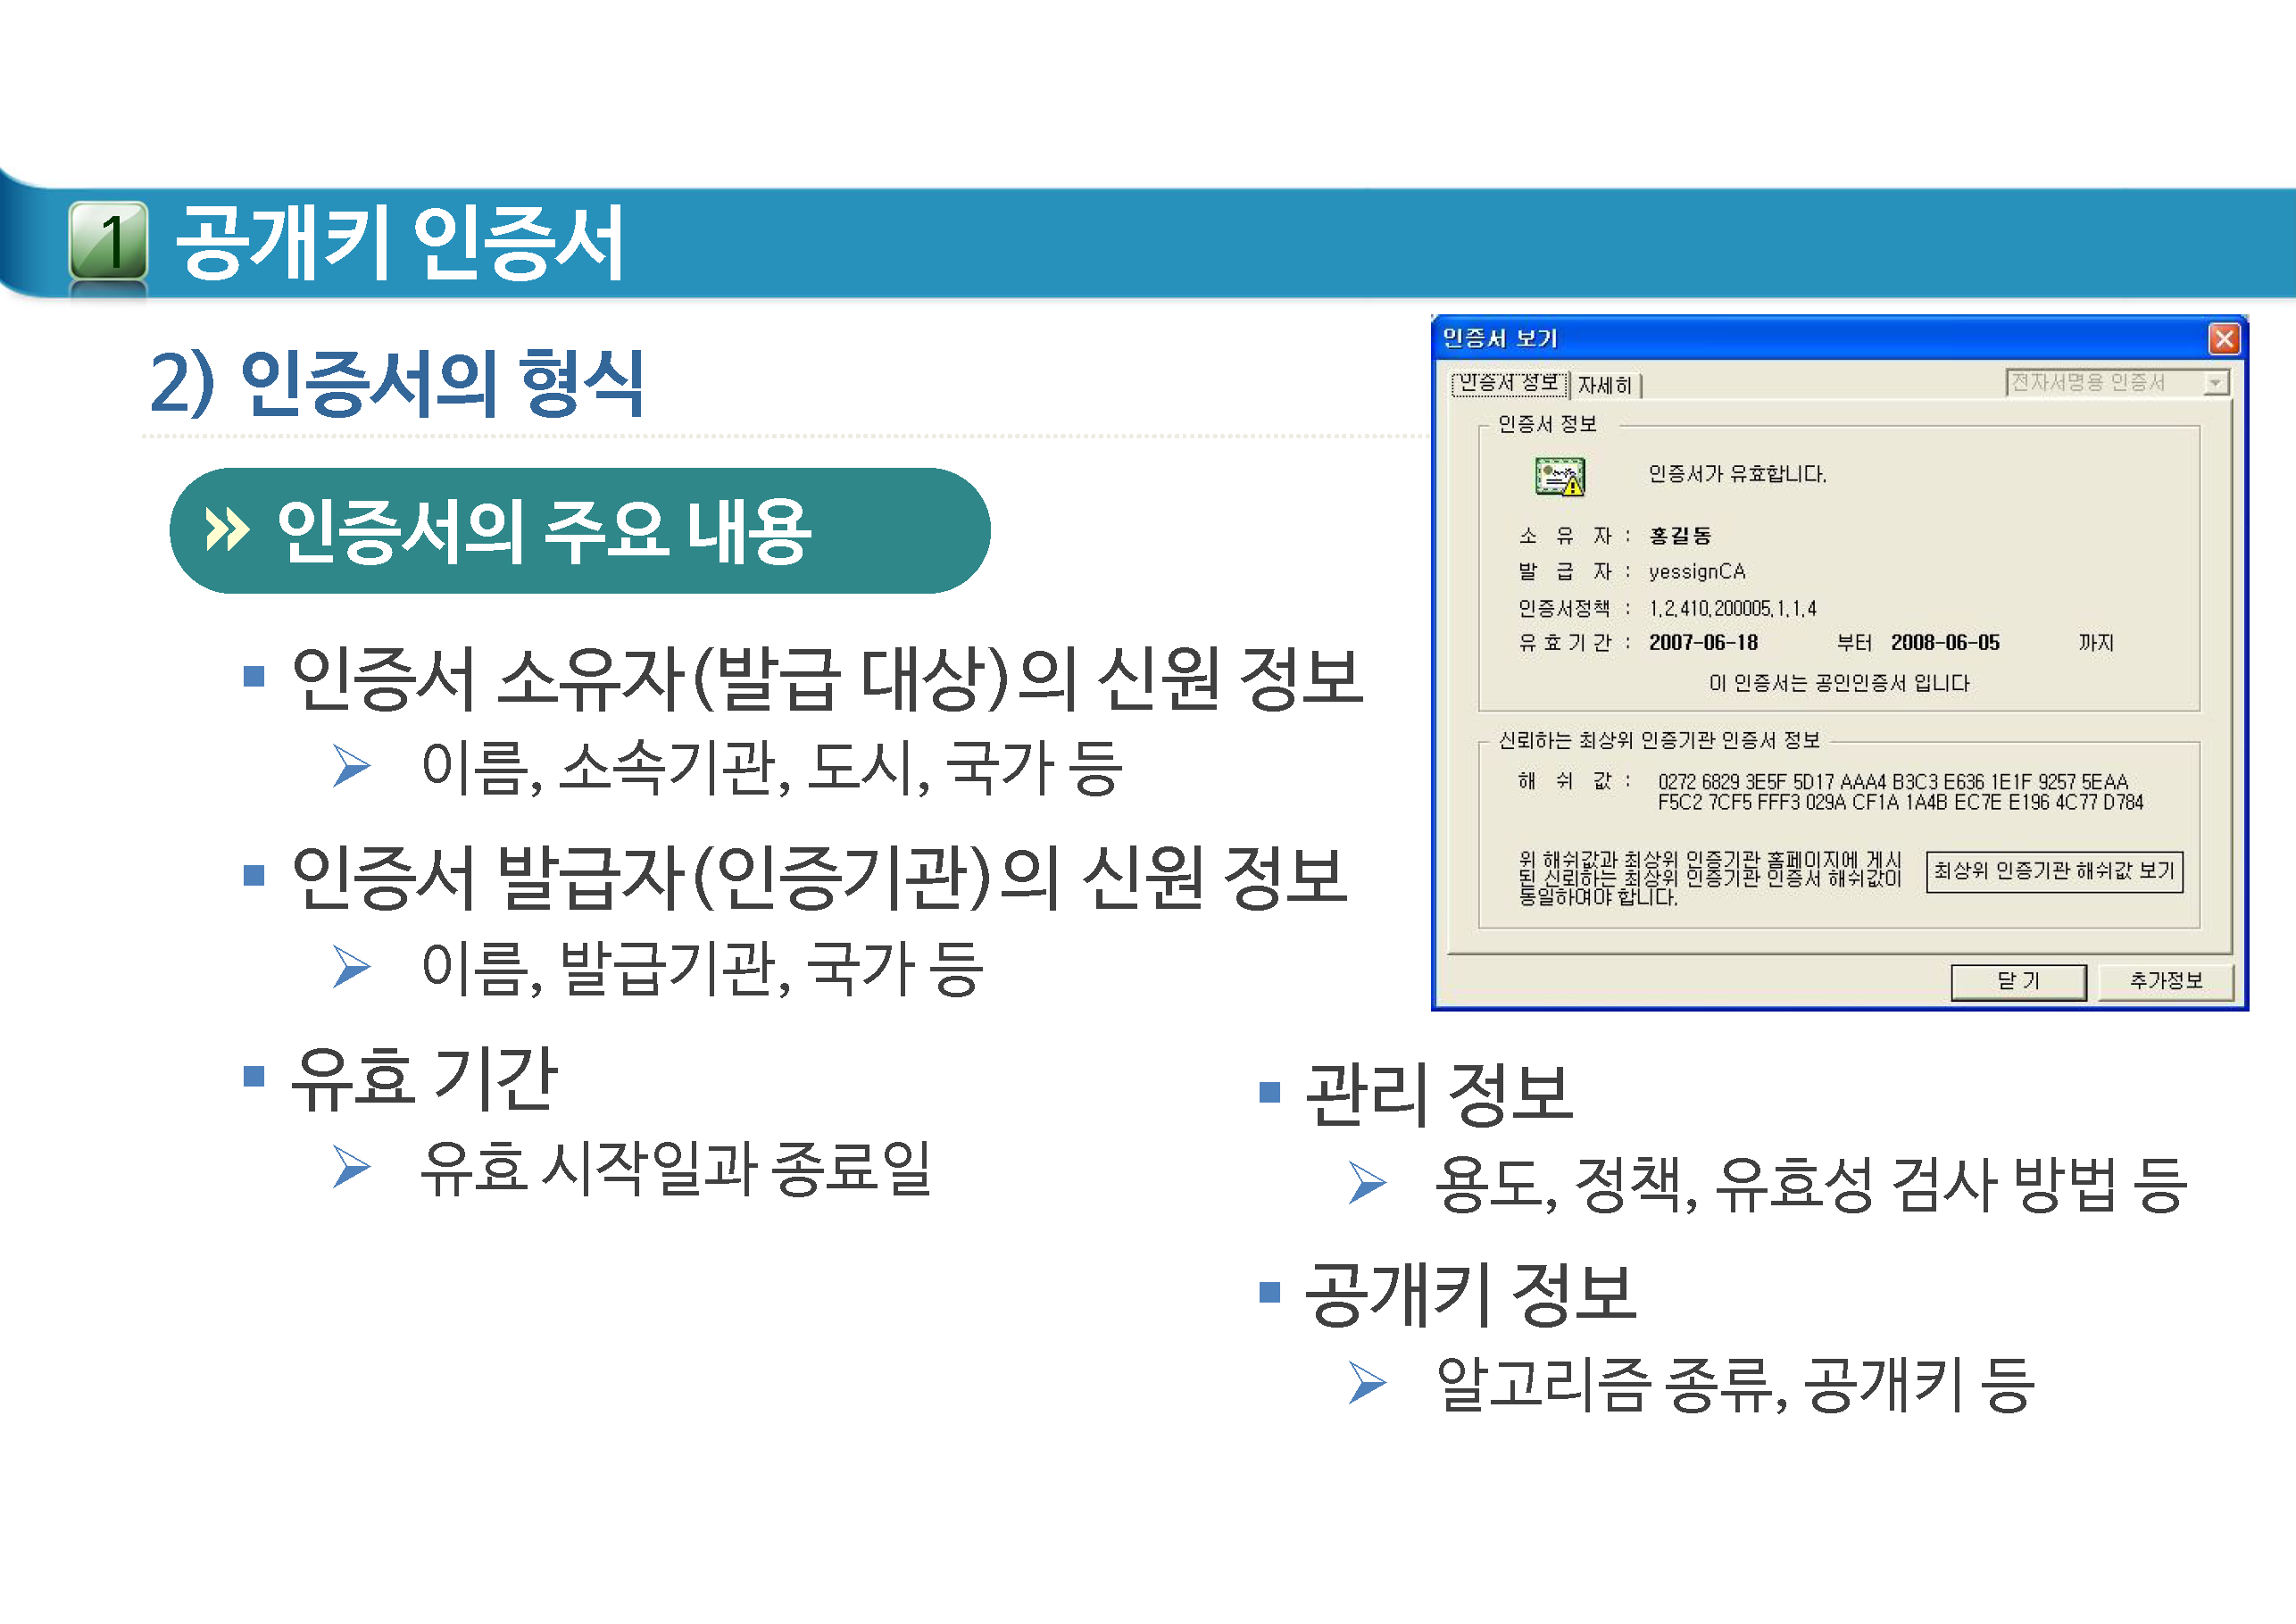 1 공개키 인증서
2) 인증서의 형식
인증서의 주요 내용
인증서 소유자(발급 대상)의 신원 정보
이름, 소속기관, 도시, 국가 등
인증서 발급자(인증기관)의 신원 정보
이름, 발급기관, 국가 등
유효 기간
유효 시작일과 종료일
인증서 보기
인증서 정보 자세히 전자서명용 인증서
인증서 정보
인증서가 유효합니다.
소 유 자 : 홍길동
발 급 자 : yessignCA
인증서정책 : 1,2,410,200005,1,1,4
유 효 기 간 : 2007-06-18 부터 2008-06-05 까지
이 인증서는 공인인증서 입니다
신뢰하는 최상위 인증기관 인증서 정보
해 쉬 값 : 0272 6829 3E5F 5D17 AAA4 B3C3 E636 1E1F 9257 5EAA
F5C2 7CF5 FFF3 029A CF1A 1A4B EC7E E196 4C77 D784
위 해쉬값과 최상위 인증기관 홈페이지에 게시
된 신뢰하는 최상위 인증기관 인증서 해쉬값이
동일하여야 합니다.
최상위 인증기관 해쉬값 보기
닫 기 추가정보
관리 정보
용도, 정책, 유효성 검사 방법 등
공개키 정보
알고리즘 종류, 공개키 등